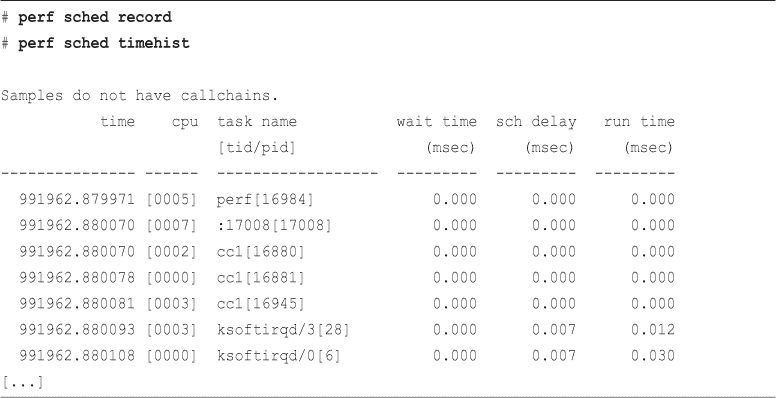 # perf sched record
# perf sched timehist
Samples do not have callchains.
time cpu task name wait time sch delay run time
[tid/pid] (msec) (msec) (msec)
--------------- ------ ------------------ --------- --------- ---------
991962.879971 [0005] perf[16984] 0.000 0.000 0.000
991962.880070 [0007] :17008[17008] 0.000 0.000 0.000
991962.880070 [0002] cc1[16880] 0.000 0.000 0.000
991962.880078 [0000] cc1[16881] 0.000 0.000 0.000
991962.880081 [0003] cc1[16945] 0.000 0.000 0.000
991962.880093 [0003] ksoftirqd/3[28] 0.000 0.007 0.012
991962.880108 [0000] ksoftirqd/0[6] 0.000 0.007 0.030
[...]